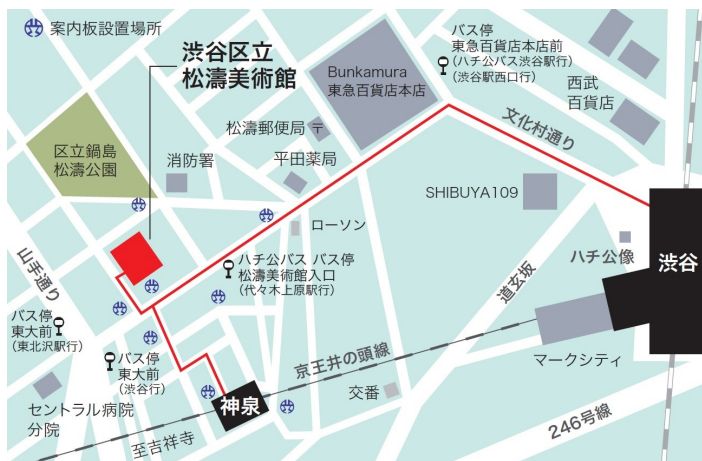 案内板設置場所
渋谷区立
松濤美術館
バス停
東急百貨店本店前
(ハチ公バス渋谷駅行)
(渋谷駅西口行)
Bunkamura
東急百貨店本店
西武
百貨店
松濤郵便局 〒
文化村通り
区立鍋島
松濤公園
消防署
平田薬局
SHIBUYA109
ローソン
ハチ公像
渋谷
山手通り
ハチ公バス バス停
松濤美術館入口
(代々木上原駅行)
道玄坂
バス停
東大前
(東北沢駅行)
バス停
東大前
(渋谷行)
京王井の頭線
マークシティ
神泉
交番
セントラル病院
分院
至吉祥寺
246号線